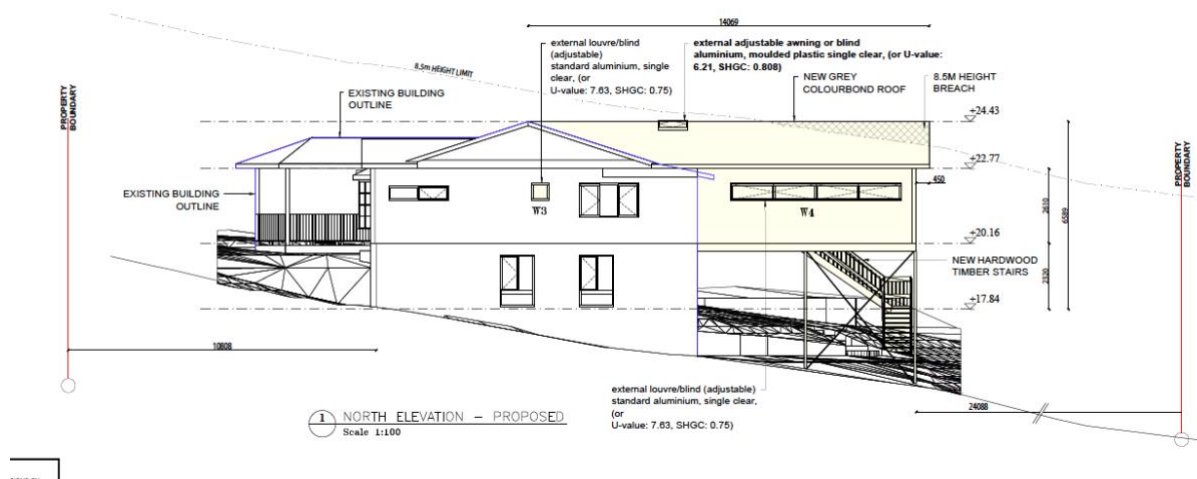 14069
external louvre/blind
(adjustable)
standard aluminium, single
clear, (or
U-value: 7.63, SHGC: 0.75)
external adjustable awning or blind
aluminium, moulded plastic single clear, (or U-value:
6.21, SHGC: 0.808)
8.5m HEIGHT LIMIT
NEW GREY
COLOURBOND ROOF
8.5M HEIGHT
BREACH
EXISTING BUILDING
OUTLINE
PROPERTY
BOUNDARY
+24.43
+22.77
PROPERTY
BOUNDARY
450
EXISTING BUILDING
OUTLINE
W3
W4
2610
6589
+20.16
NEW HARDWOOD
TIMBER STAIRS
2320
+17.84
10808
external louvre/blind (adjustable)
standard aluminium, single clear,
(or
U-value: 7.63, SHGC: 0.75)
24088
1 NORTH ELEVATION – PROPOSED
Scale 1:100